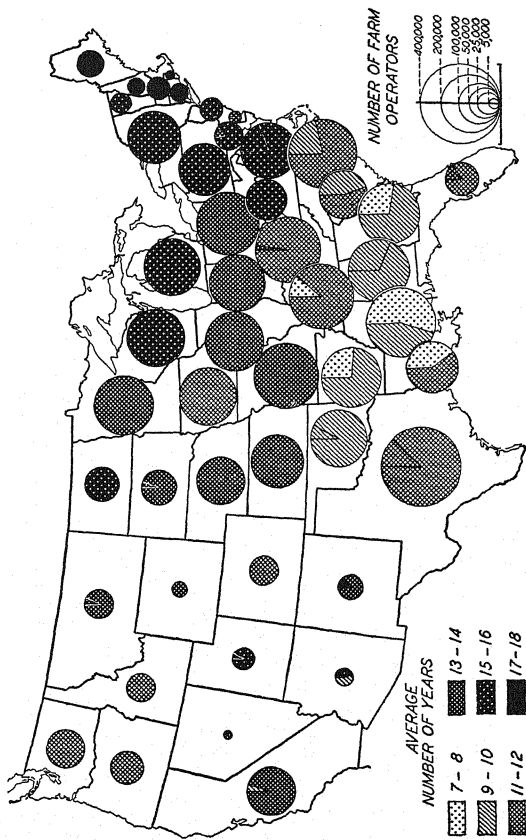 NUMBER OF FARM
OPERATORS
400,000
200,000
100,000
50,000
25,000
5,000
AVERAGE
NUMBER OF YEARS
7 - 8
9 - 10
11 - 12
13 - 14
15 - 16
17 - 18